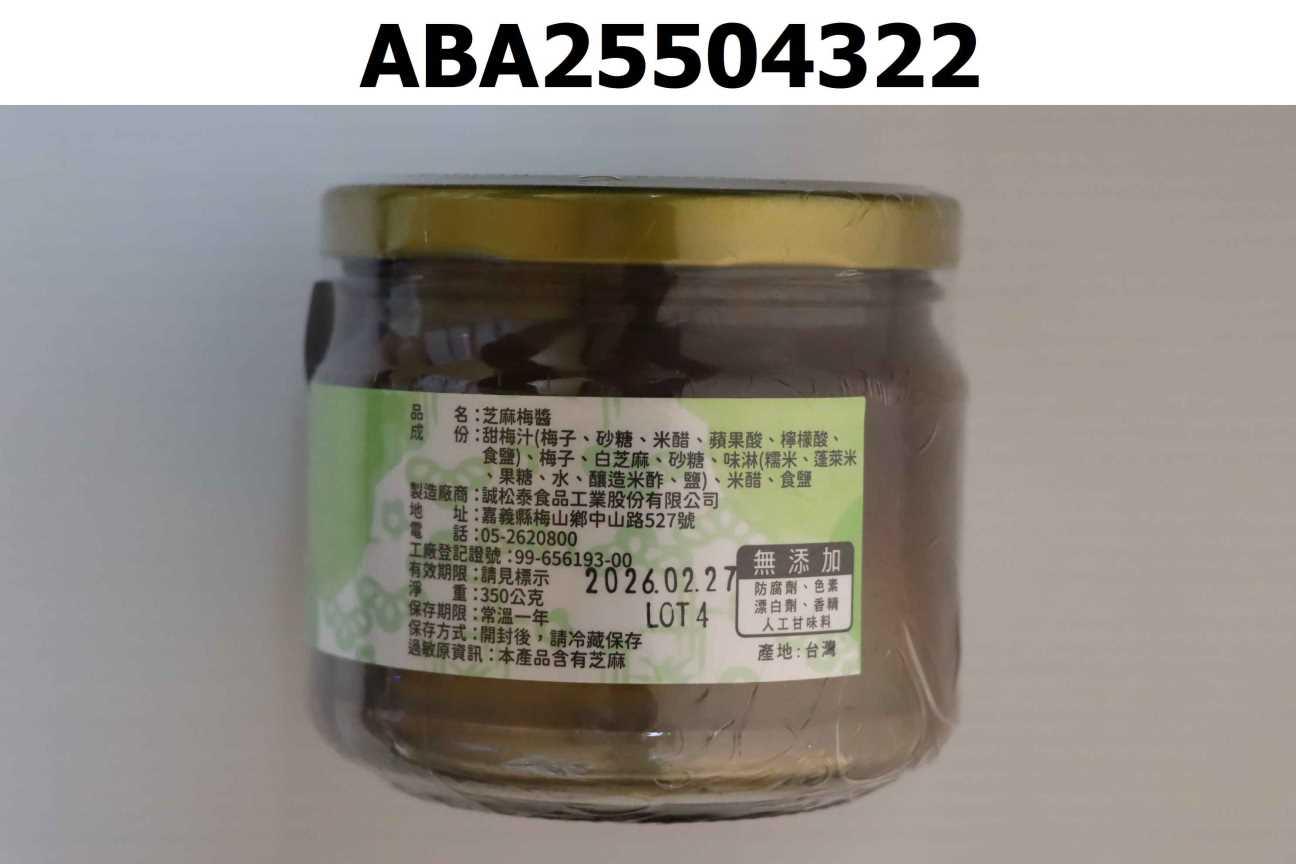 ABA25504322
品　名：芝麻梅醬
成　份：甜梅汁(梅子、砂糖、米醋、蘋果酸、檸檬酸、
食鹽)、梅子、白芝麻、砂糖、味淋(糯米、蓬萊米
、果糖、水、釀造米酢、鹽)、米醋、食鹽
製造廠商：誠松泰食品工業股份有限公司
地　址：嘉義縣梅山鄉中山路527號
電　話：05-2620800
工廠登記證號：99-656193-00
有效期限：請見標示
2026.02.27
淨　重：350公克
LOT 4
保存期限：常溫一年
保存方式：開封後，請冷藏保存
過敏原資訊：本產品含有芝麻
無添加
防腐劑、色素
漂白劑、香精
人工甘味料
產地：台灣